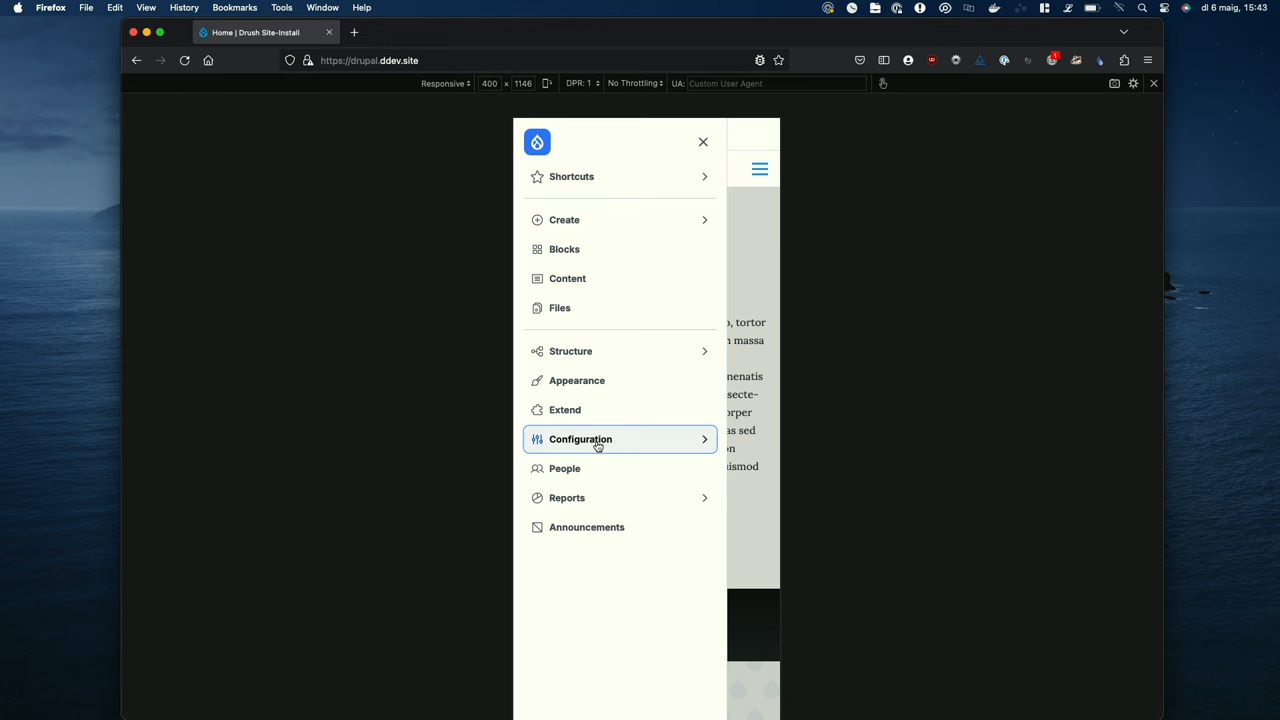 Firefox File Edit View History Bookmarks Tools Window Help
dl 6 maig, 15:43
Home | Drush Site-Install
https://drupal.ddev.site
Responsive 400 × 1146 DPR: 1 No Throttling UA: Custom User Agent
Shortcuts
Create
Blocks
Content
Files
Structure
Appearance
Extend
Configuration
People
Reports
Announcements
, tortor
massa
nenatis
secte-
orper
as sed
on
uismod